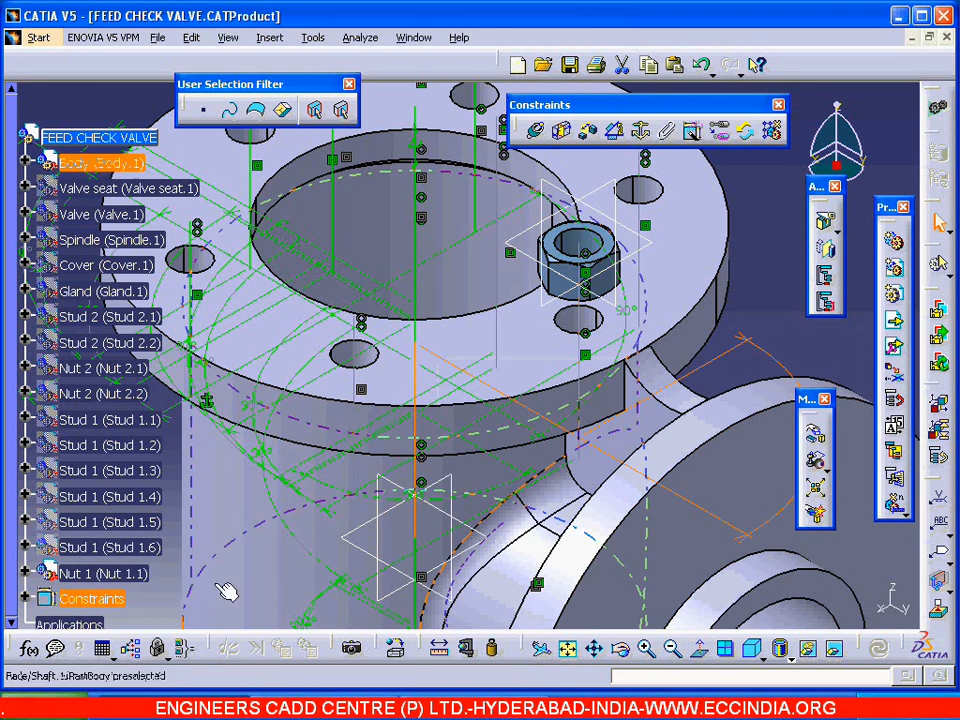 CATIA V5 - [FEED CHECK VALVE.CATProduct]
Start ENOVIA V5 VPM File Edit View Insert Tools Analyze Window Help
User Selection Filter
Constraints
A...
Pr...
M...
FEED CHECK VALVE
Body (Body.1)
Valve seat (Valve seat.1)
Valve (Valve.1)
Spindle (Spindle.1)
Cover (Cover.1)
Gland (Gland.1)
Stud 2 (Stud 2.1)
Stud 2 (Stud 2.2)
Nut 2 (Nut 2.1)
Nut 2 (Nut 2.2)
Stud 1 (Stud 1.1)
Stud 1 (Stud 1.2)
Stud 1 (Stud 1.3)
Stud 1 (Stud 1.4)
Stud 1 (Stud 1.5)
Stud 1 (Stud 1.6)
Nut 1 (Nut 1.1)
Constraints
Applications
90°
90°
z
x
y
ABC
f(x)
CATIA
ENGINEERS CADD CENTRE (P) LTD.-HYDERABAD-INDIA-WWW.ECCINDIA.ORG